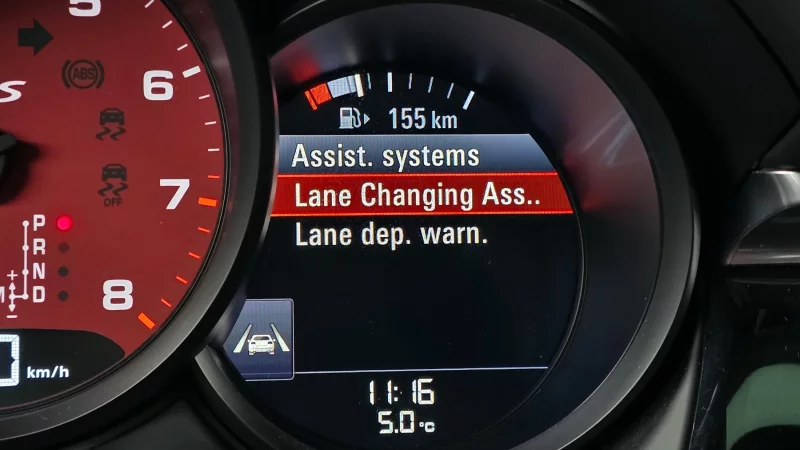 5
6
7
8
S
ABS
OFF
P
R
N
D
M
+
-
km/h
155 km
Assist. systems
Lane Changing Ass..
Lane dep. warn.
11:16
5.0 °C